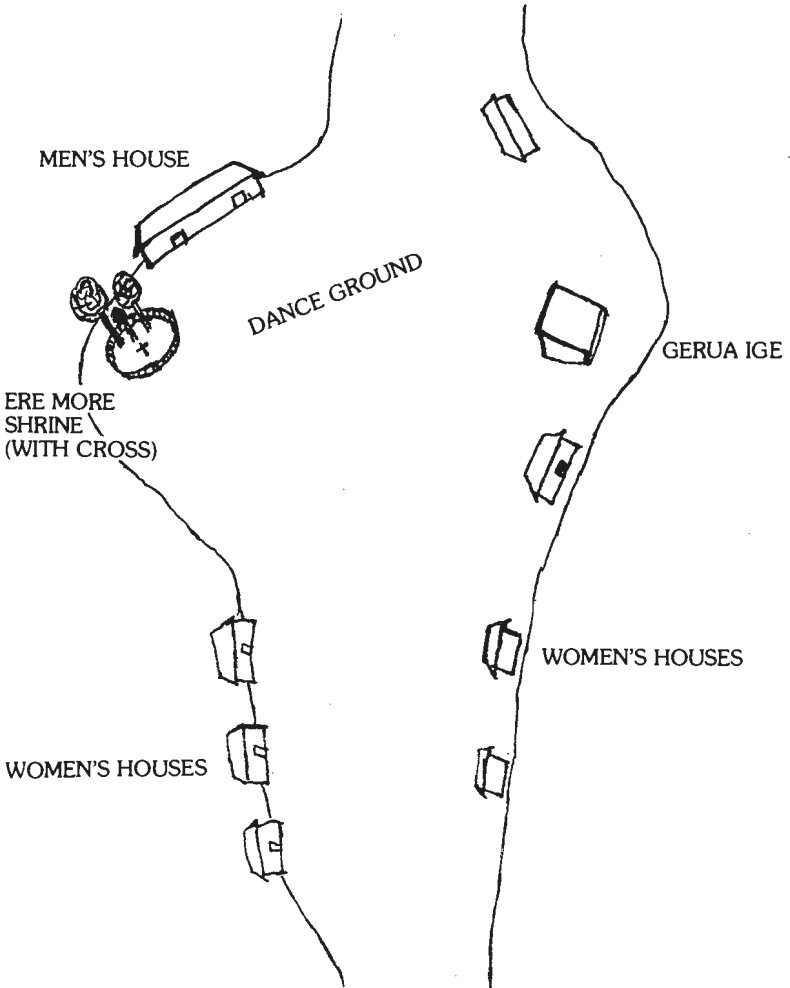 MEN'S HOUSE
DANCE GROUND
GERUA IGE
ERE MORE
SHRINE
(WITH CROSS)
WOMEN'S HOUSES
WOMEN'S HOUSES